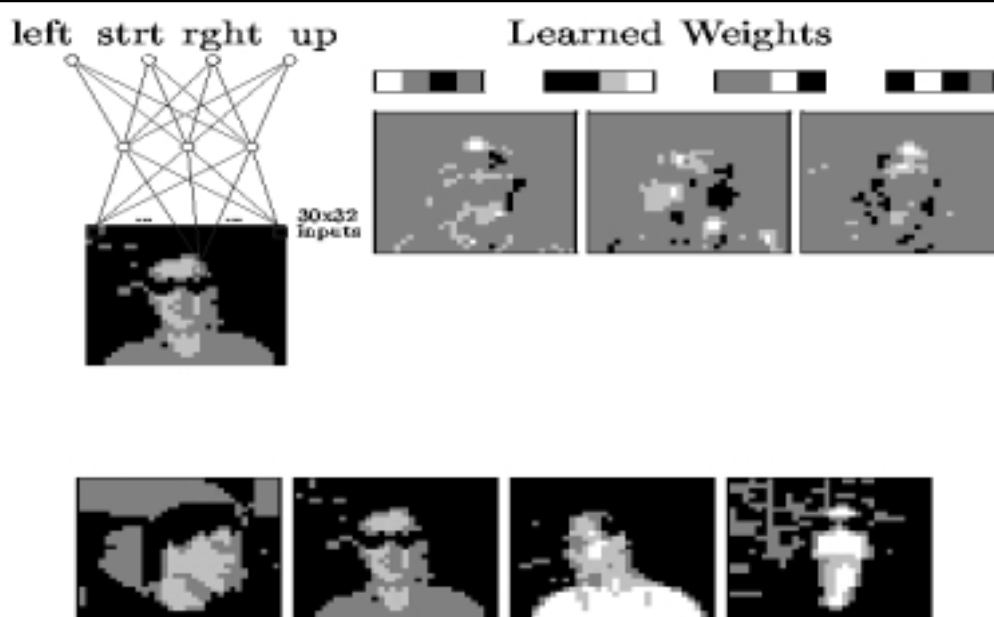 left strt rght up
Learned Weights
... ...
30x32
inputs